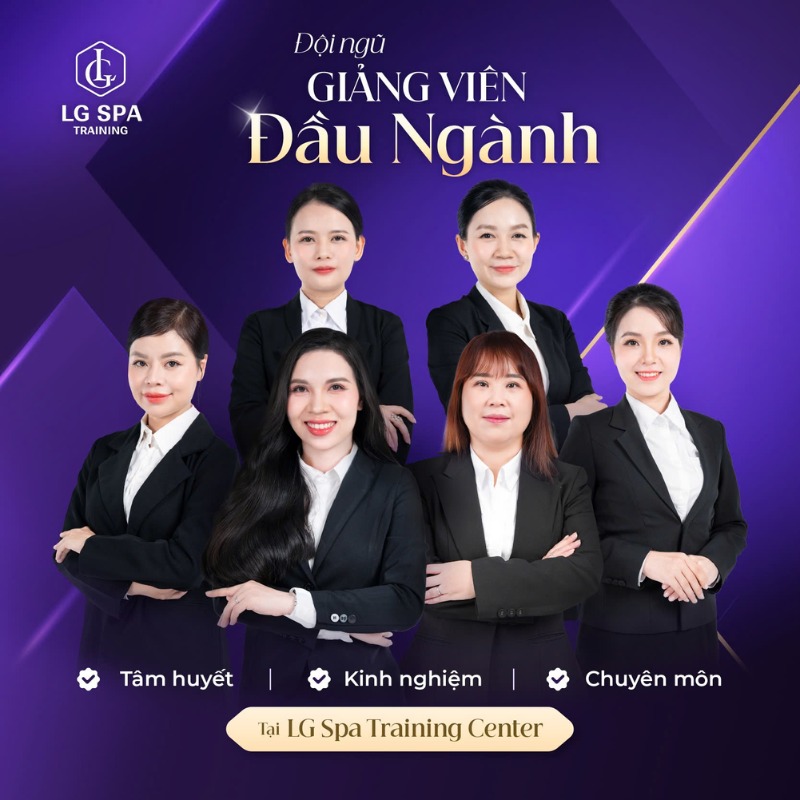 LG
LG SPA
TRAINING
Đội ngũ
GIẢNG VIÊN
Đầu Ngành
Tâm huyết | Kinh nghiệm | Chuyên môn
Tại LG Spa Training Center